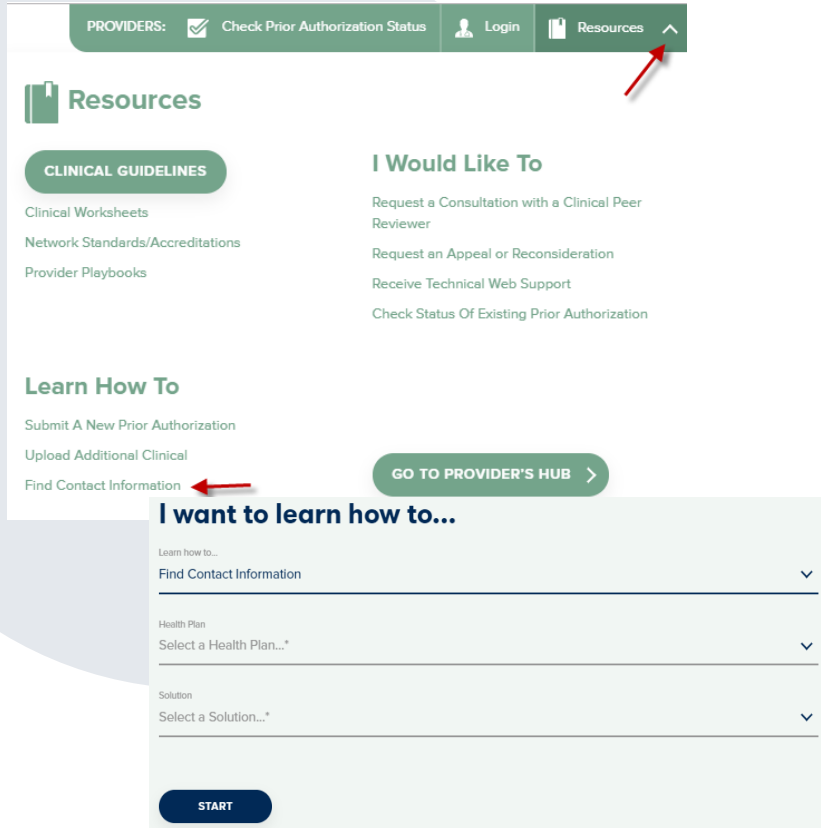 PROVIDERS: Check Prior Authorization Status Login Resources
Resources
CLINICAL GUIDELINES
Clinical Worksheets
Network Standards/Accreditations
Provider Playbooks
I Would Like To
Request a Consultation with a Clinical Peer
Reviewer
Request an Appeal or Reconsideration
Receive Technical Web Support
Check Status Of Existing Prior Authorization
Learn How To
Submit A New Prior Authorization
Upload Additional Clinical
Find Contact Information
GO TO PROVIDER'S HUB
I want to learn how to...
Learn how to...
Find Contact Information
Health Plan
Select a Health Plan...*
Solution
Select a Solution...*
START